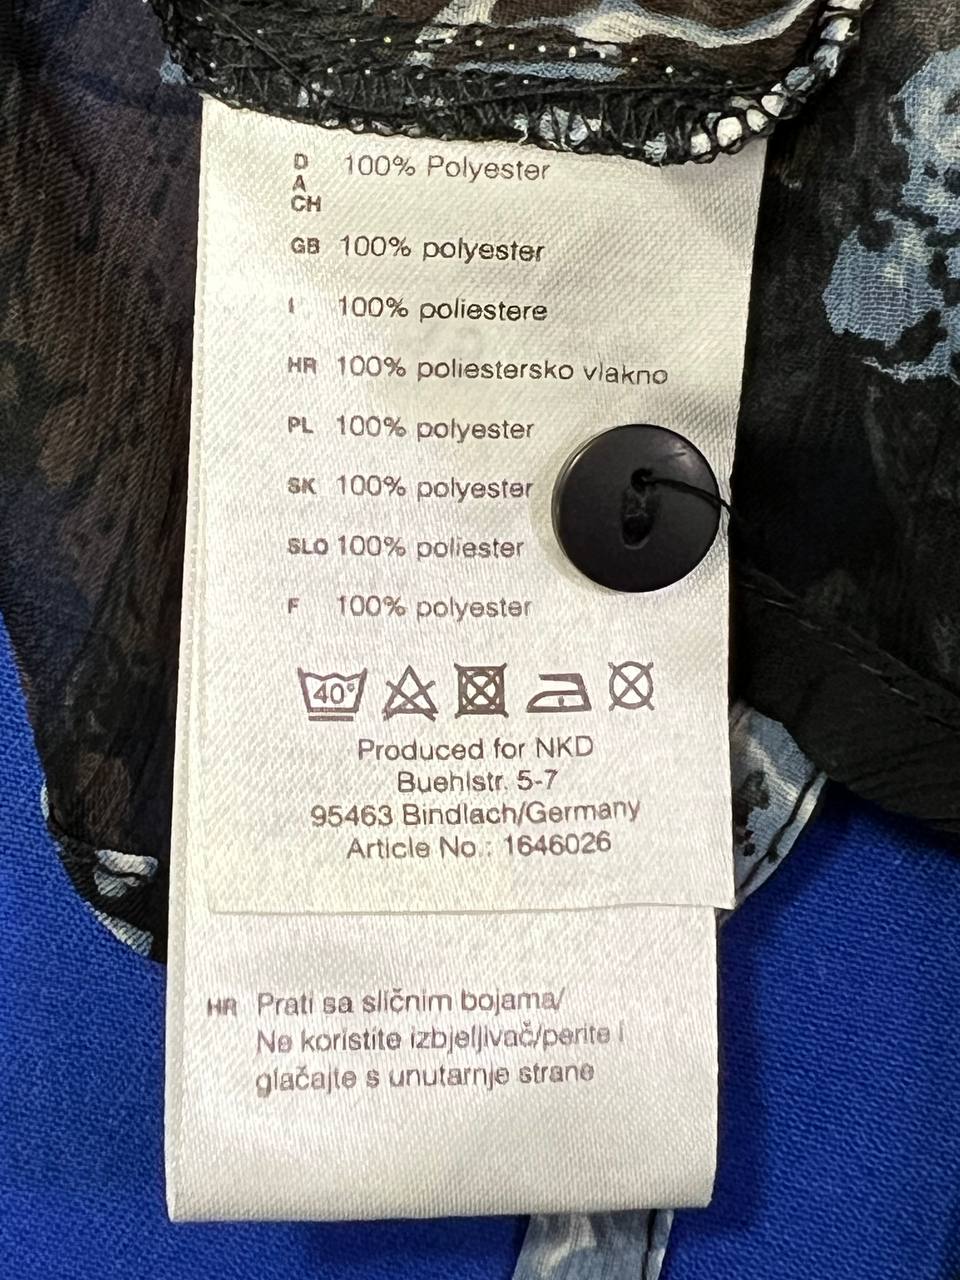 D
A
CH 100% Polyester
GB 100% polyester
I 100% poliestere
HR 100% poliestersko vlakno
PL 100% polyester
SK 100% polyester
SLO 100% poliester
F 100% polyester
40°
Produced for NKD
Buehlstr. 5-7
95463 Bindlach/Germany
Article No.: 1646026
HR Prati sa sličnim bojama/
Ne koristite izbjeljivač/perite i
glačajte s unutarnje strane